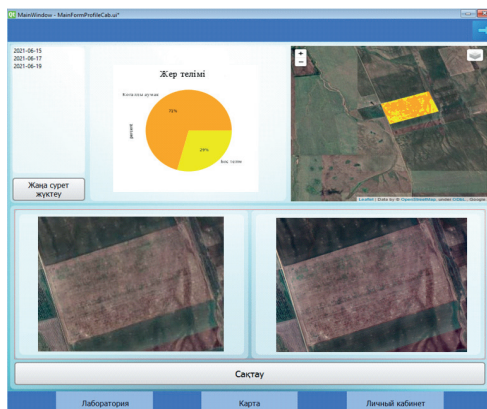 MainWindow - MainFormProfileCab.ui*
2021-06-15
2021-06-17
2021-06-19
Жаңа сурет
жүктеу
Жер телімі
29%
+
−
Leaflet | Data by © OpenStreetMap, under ODbL., Google
Сақтау
Лаборатория
Карта
Личный кабинет